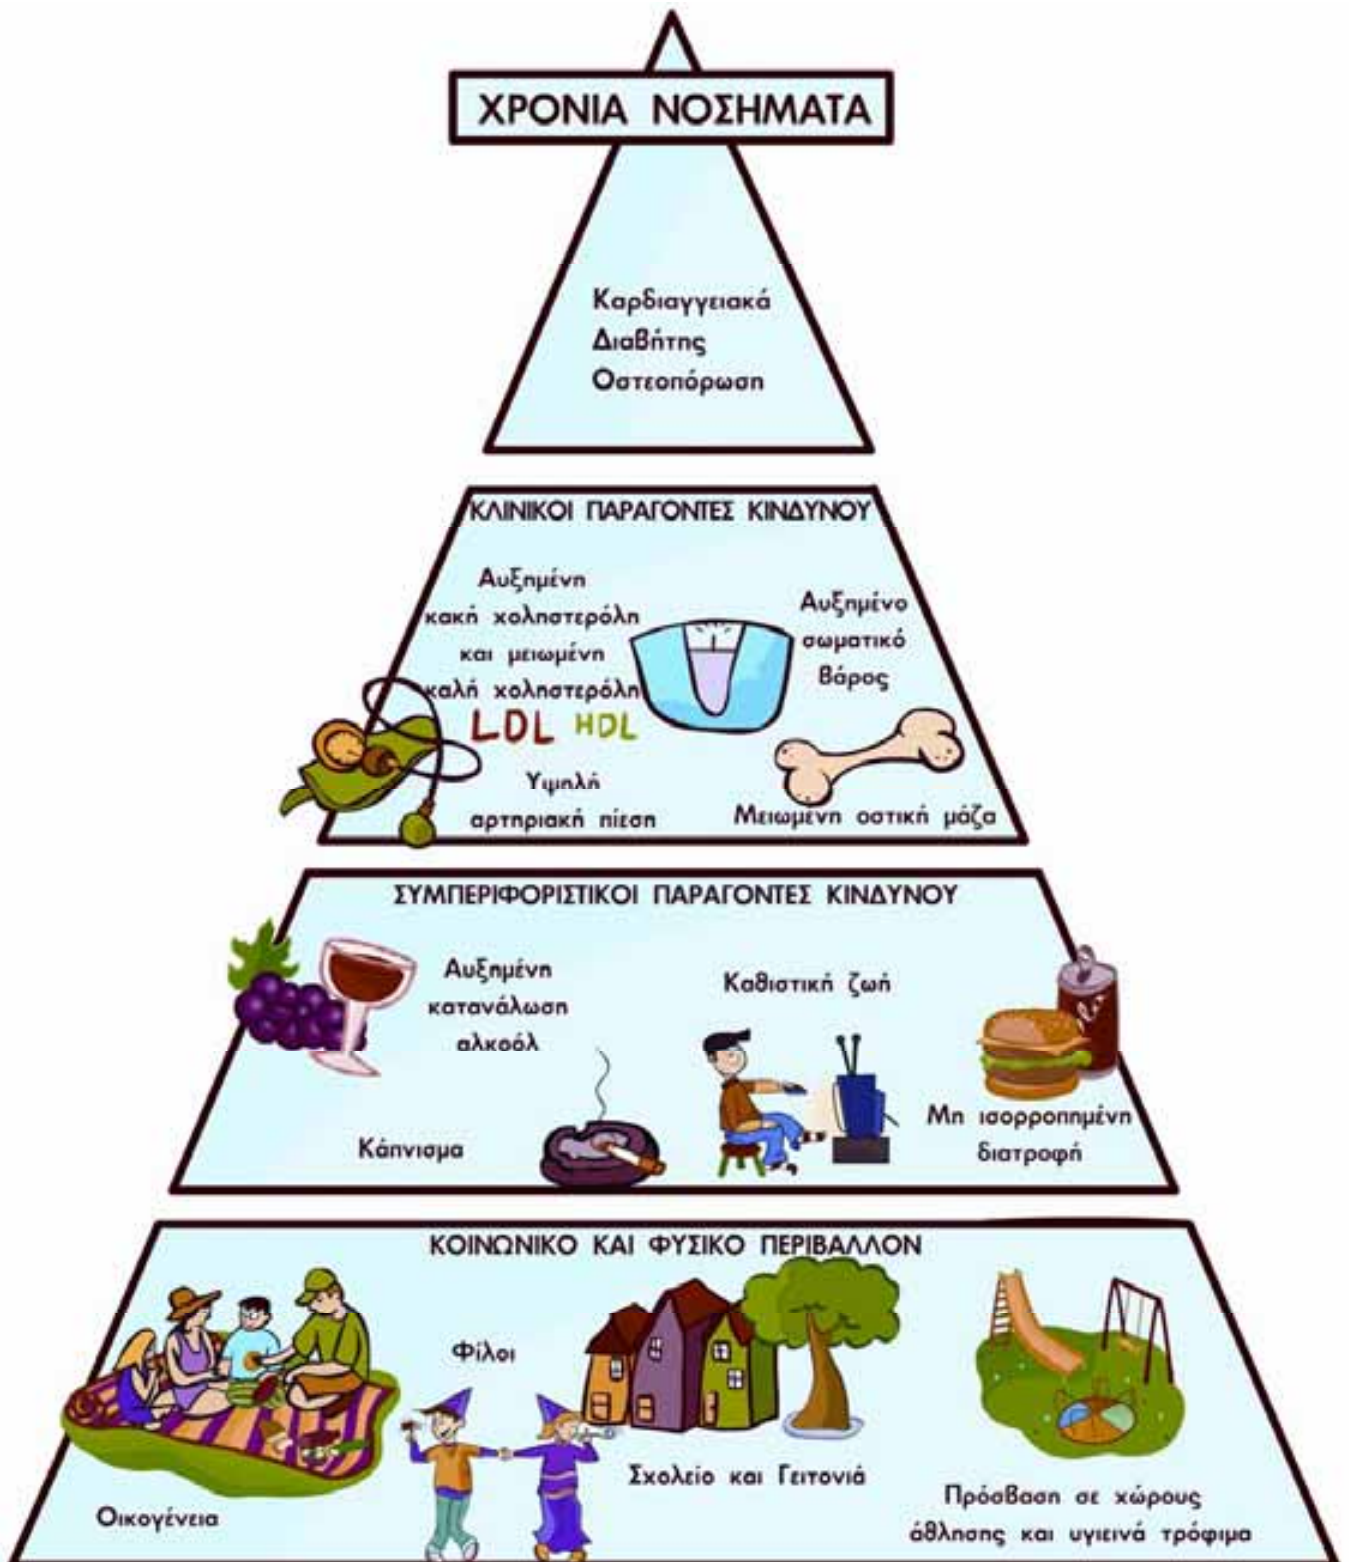 ΧΡΟΝΙΑ ΝΟΣΗΜΑΤΑ
Καρδιαγγειακά
Διαβήτης
Οστεοπόρωση
ΚΛΙΝΙΚΟΙ ΠΑΡΑΓΟΝΤΕΣ ΚΙΝΔΥΝΟΥ
Αυξημένη
κακή χοληστερόλη
και μειωμένη
καλή χοληστερόλη
LDL HDL
Αυξημένο
σωματικό
βάρος
Υψηλή
αρτηριακή πίεση
Μειωμένη οστική μάζα
ΣΥΜΠΕΡΙΦΟΡΙΣΤΙΚΟΙ ΠΑΡΑΓΟΝΤΕΣ ΚΙΝΔΥΝΟΥ
Αυξημένη
κατανάλωση
αλκοόλ
Καθιστική ζωή
Κάπνισμα
Μη ισορροπημένη
διατροφή
ΚΟΙΝΩΝΙΚΟ ΚΑΙ ΦΥΣΙΚΟ ΠΕΡΙΒΑΛΛΟΝ
Οικογένεια
Φίλοι
Σχολείο και Γειτονιά
Πρόσβαση σε χώρους
άθλησης και υγιεινά τρόφιμα